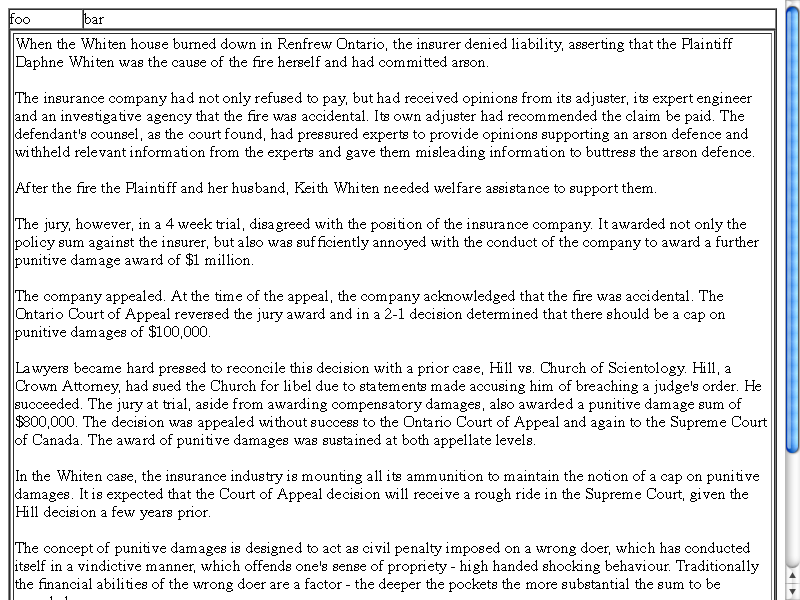 foo bar
When the Whiten house burned down in Renfrew Ontario, the insurer denied liability, asserting that the Plaintiff
Daphne Whiten was the cause of the fire herself and had committed arson.
The insurance company had not only refused to pay, but had received opinions from its adjuster, its expert engineer
and an investigative agency that the fire was accidental. Its own adjuster had recommended the claim be paid. The
defendant's counsel, as the court found, had pressured experts to provide opinions supporting an arson defence and
withheld relevant information from the experts and gave them misleading information to buttress the arson defence.
After the fire the Plaintiff and her husband, Keith Whiten needed welfare assistance to support them.
The jury, however, in a 4 week trial, disagreed with the position of the insurance company. It awarded not only the
policy sum against the insurer, but also was sufficiently annoyed with the conduct of the company to award a further
punitive damage award of $1 million.
The company appealed. At the time of the appeal, the company acknowledged that the fire was accidental. The
Ontario Court of Appeal reversed the jury award and in a 2-1 decision determined that there should be a cap on
punitive damages of $100,000.
Lawyers became hard pressed to reconcile this decision with a prior case, Hill vs. Church of Scientology. Hill, a
Crown Attorney, had sued the Church for libel due to statements made accusing him of breaching a judge's order. He
succeeded. The jury at trial, aside from awarding compensatory damages, also awarded a punitive damage sum of
$800,000. The decision was appealed without success to the Ontario Court of Appeal and again to the Supreme Court
of Canada. The award of punitive damages was sustained at both appellate levels.
In the Whiten case, the insurance industry is mounting all its ammunition to maintain the notion of a cap on punitive
damages. It is expected that the Court of Appeal decision will receive a rough ride in the Supreme Court, given the
Hill decision a few years prior.
The concept of punitive damages is designed to act as civil penalty imposed on a wrong doer, which has conducted
itself in a vindictive manner, which offends one's sense of propriety - high handed shocking behaviour. Traditionally
the financial abilities of the wrong doer are a factor - the deeper the pockets the more substantial the sum to be